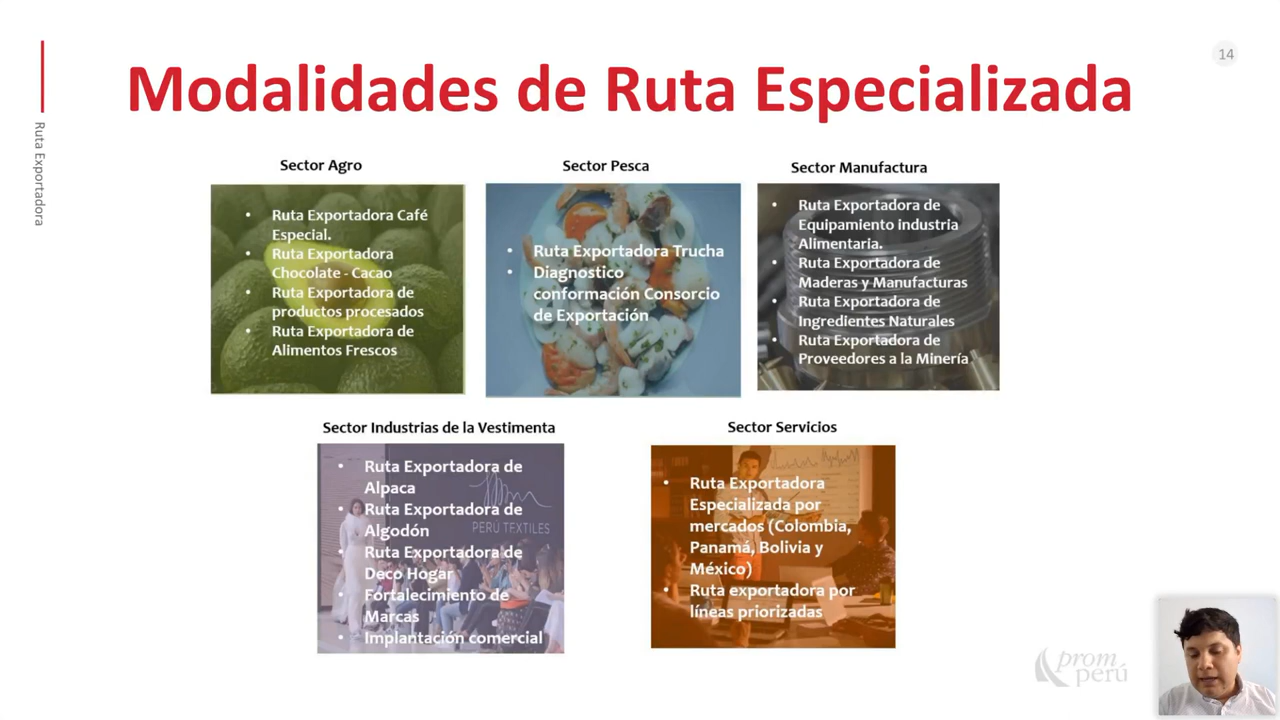 14
Modalidades de Ruta Especializada
Ruta Exportadora
Sector Agro
• Ruta Exportadora Café
Especial.
• Ruta Exportadora
Chocolate - Cacao
• Ruta Exportadora de
productos procesados
• Ruta Exportadora de
Alimentos Frescos
Sector Pesca
• Ruta Exportadora Trucha
• Diagnostico
conformación Consorcio
de Exportación
Sector Manufactura
• Ruta Exportadora de
Equipamiento industria
Alimentaria.
• Ruta Exportadora de
Maderas y Manufacturas
• Ruta Exportadora de
Ingredientes Naturales
• Ruta Exportadora de
Proveedores a la Minería
Sector Industrias de la Vestimenta
• Ruta Exportadora de
Alpaca
• Ruta Exportadora de
Algodón
• Ruta Exportadora de
Deco Hogar
• Fortalecimiento de
Marcas
• Implantación comercial
PERÚ TEXTILES
Sector Servicios
• Ruta Exportadora
Especializada por
mercados (Colombia,
Panamá, Bolivia y
México)
• Ruta exportadora por
líneas priorizadas
prom
perú